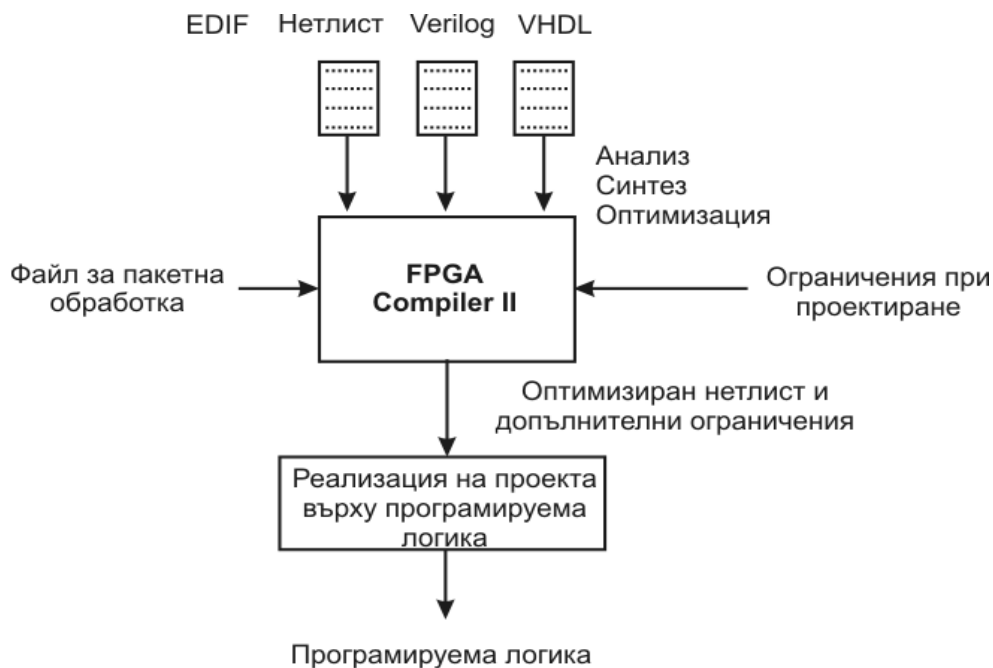 EDIF Нетлист Verilog VHDL
Анализ
Синтез
Оптимизация
Файл за пакетна
обработка
FPGA
Compiler II
Ограничения при
проектиране
Оптимизиран нетлист и
допълнителни ограничения
Реализация на проекта
върху програмируема
логика
Програмируема логика